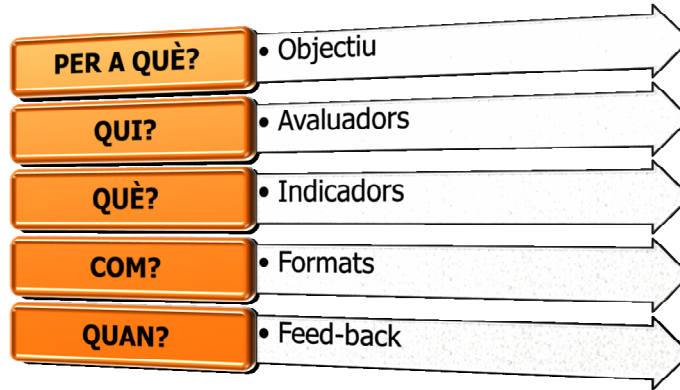 PER A QUÈ?
• Objectiu
QUI?
• Avaluadors
QUÈ?
• Indicadors
COM?
• Formats
QUAN?
• Feed-back